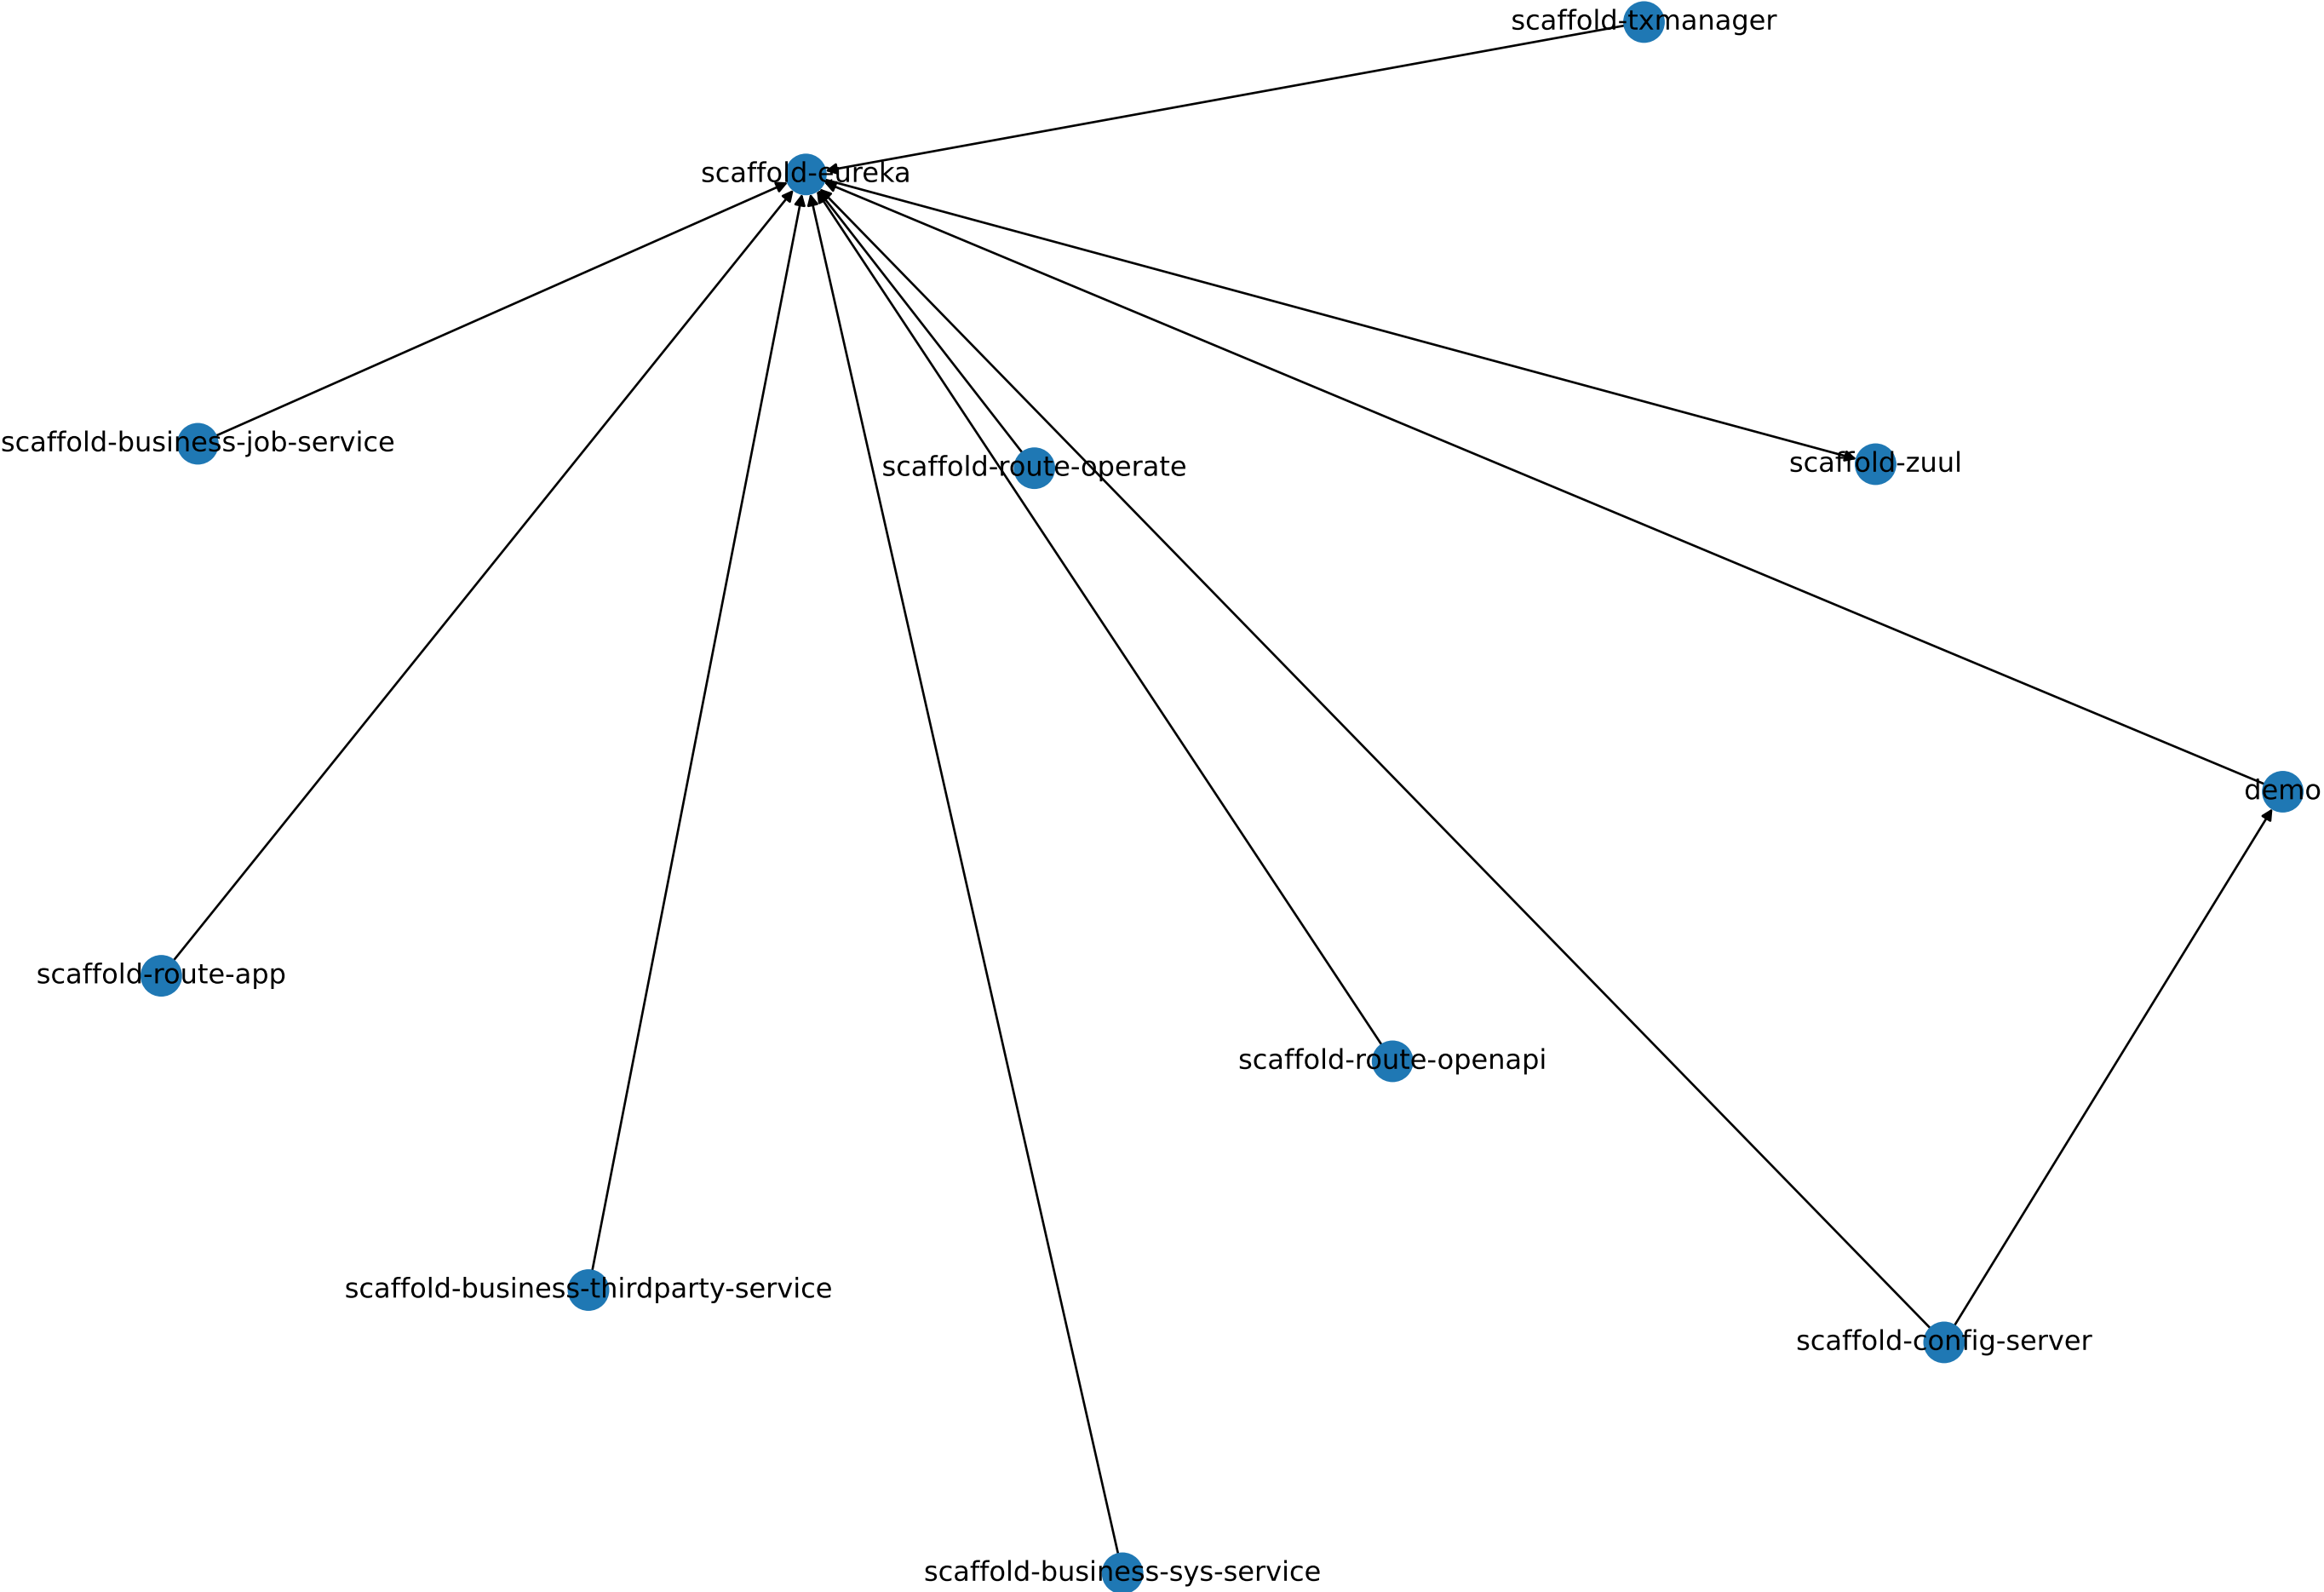 scaffold-txmanager
scaffold-eureka
scaffold-business-job-service
scaffold-route-operate
scaffold-zuul
demo
scaffold-route-app
scaffold-route-openapi
scaffold-business-thirdparty-service
scaffold-config-server
scaffold-business-sys-service